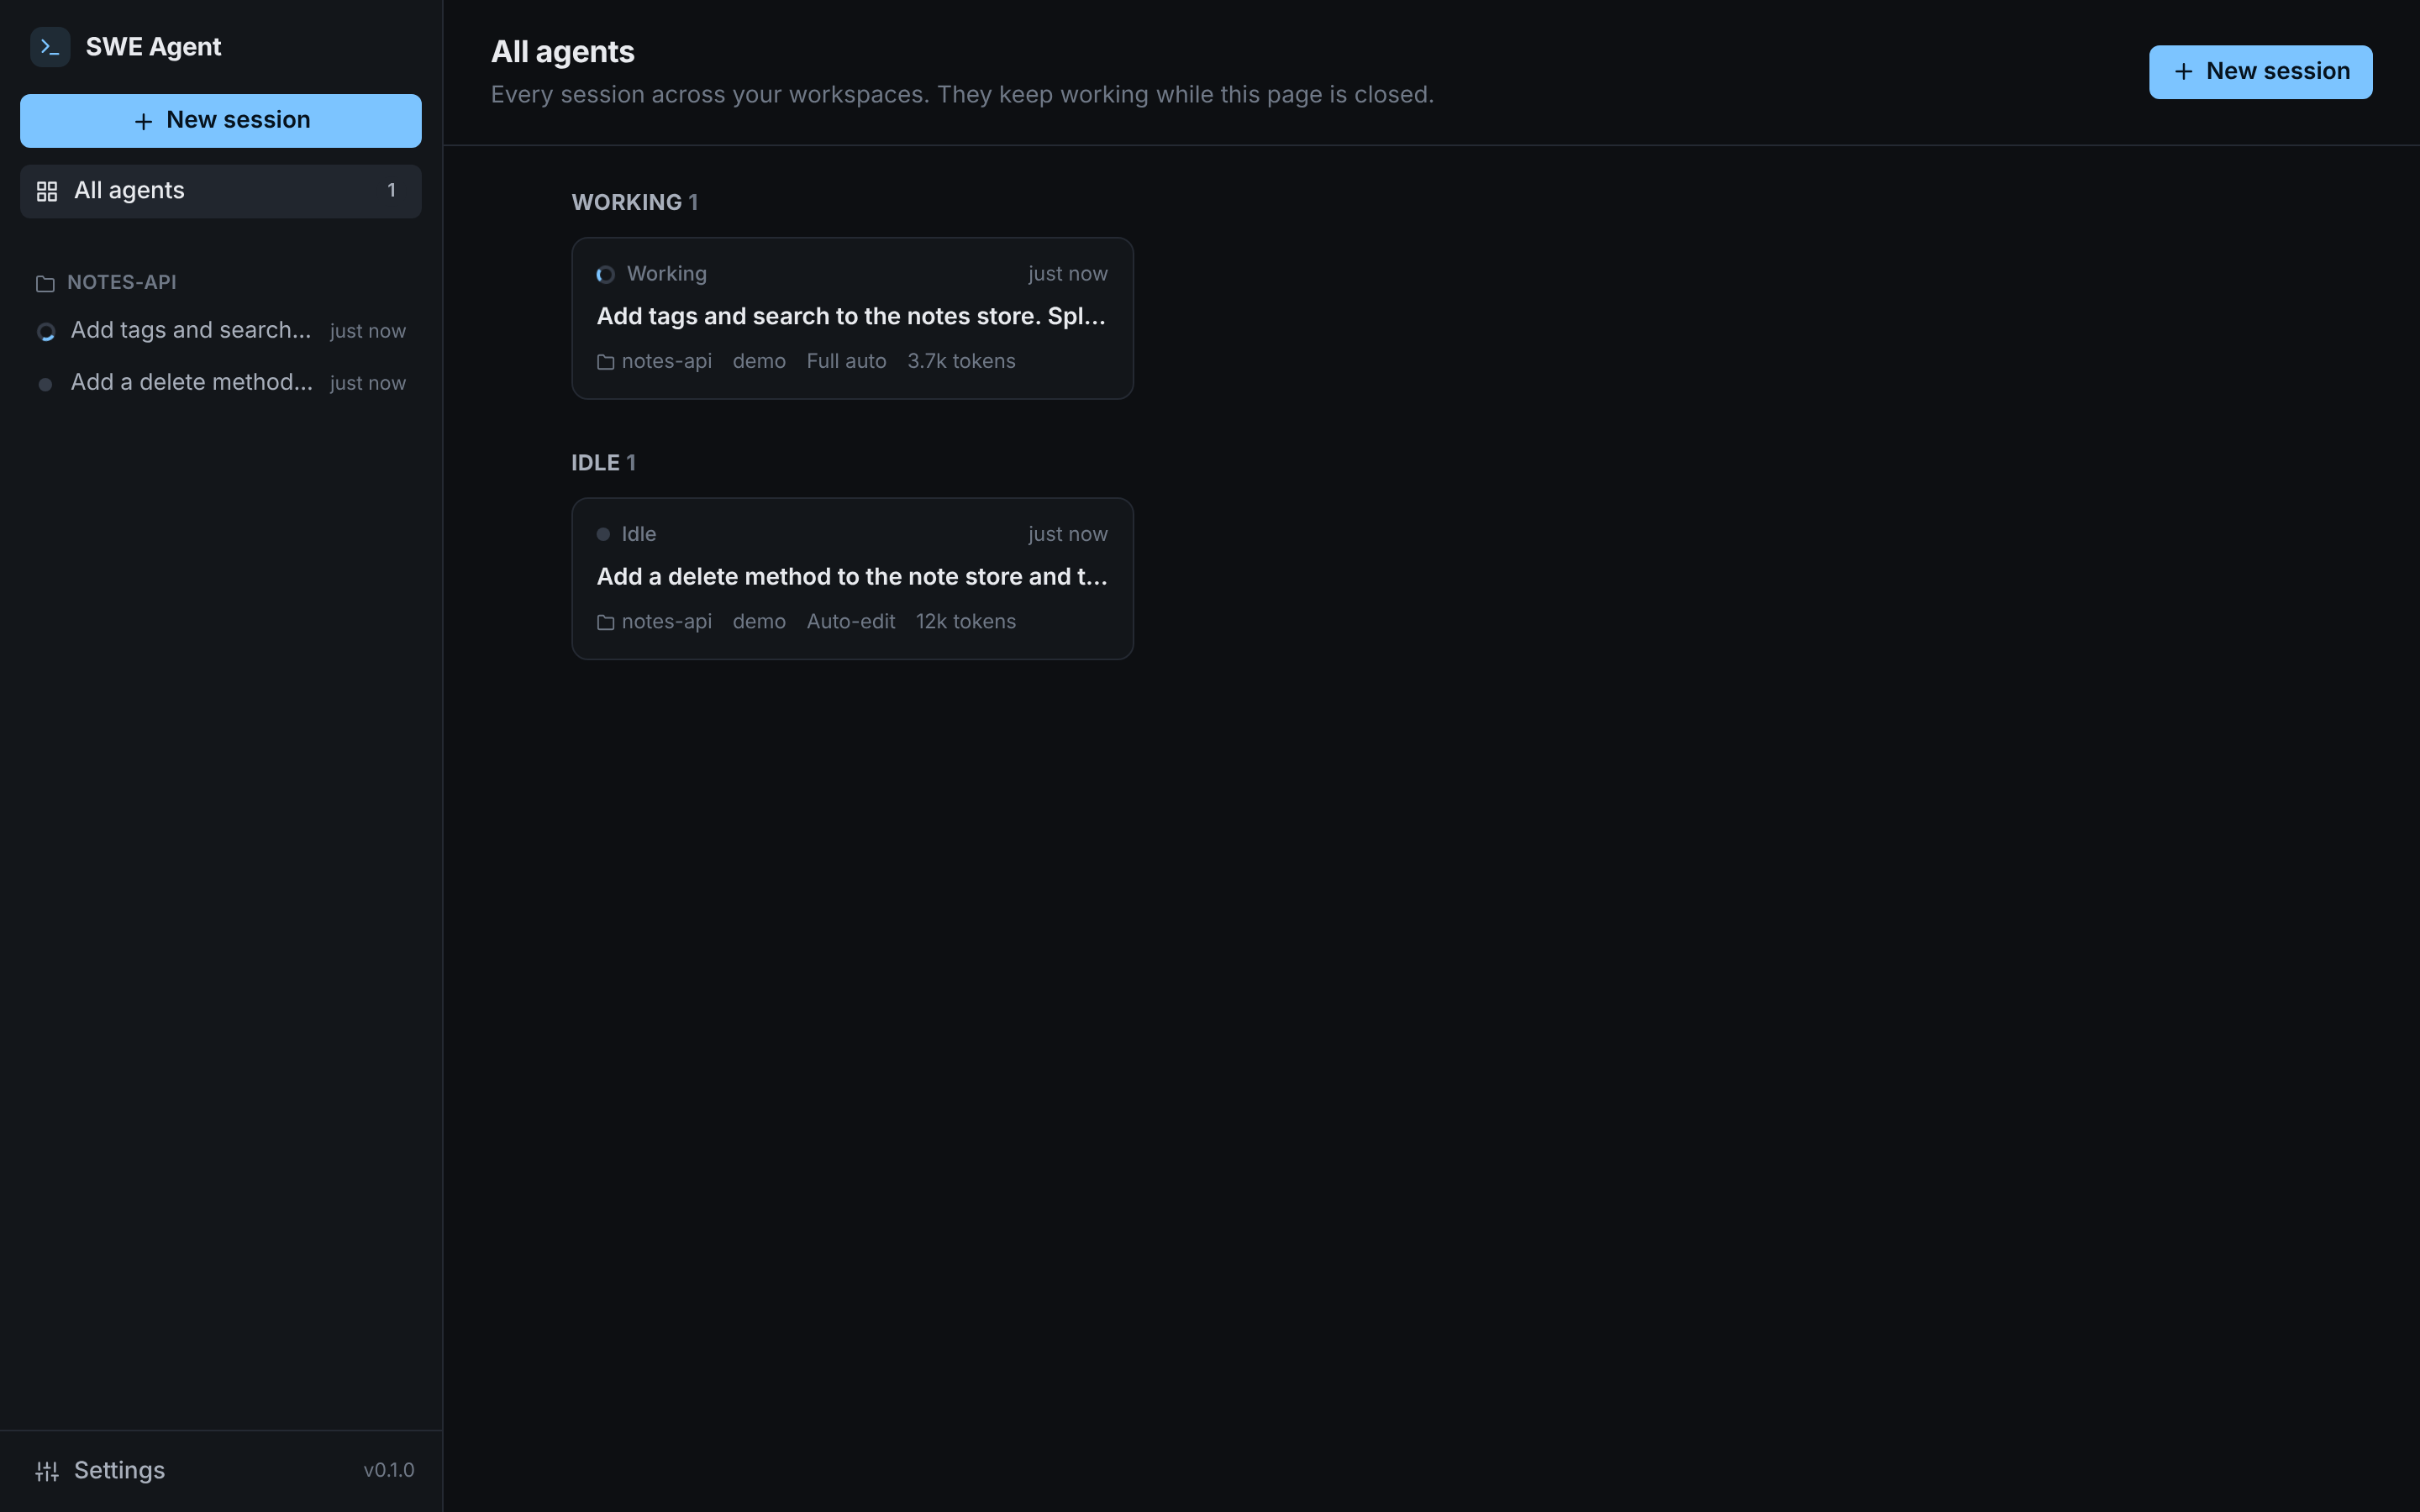 SWE Agent
New session
All agents 1
NOTES-API
Add tags and search... just now
Add a delete method... just now
Settings v0.1.0
All agents
Every session across your workspaces. They keep working while this page is closed.
New session
WORKING 1
Working just now
Add tags and search to the notes store. Spl...
notes-api demo Full auto 3.7k tokens
IDLE 1
Idle just now
Add a delete method to the note store and t...
notes-api demo Auto-edit 12k tokens